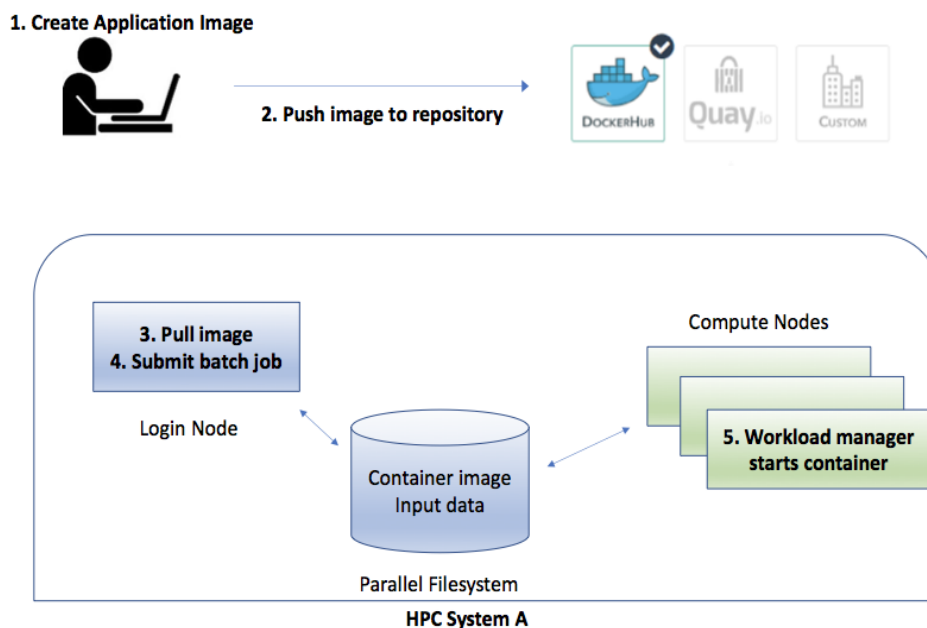 1. Create Application Image
2. Push image to repository
DOCKERHUB
Quay.io
CUSTOM
3. Pull image
4. Submit batch job
Login Node
Compute Nodes
5. Workload manager
starts container
Container image
Input data
Parallel Filesystem
HPC System A